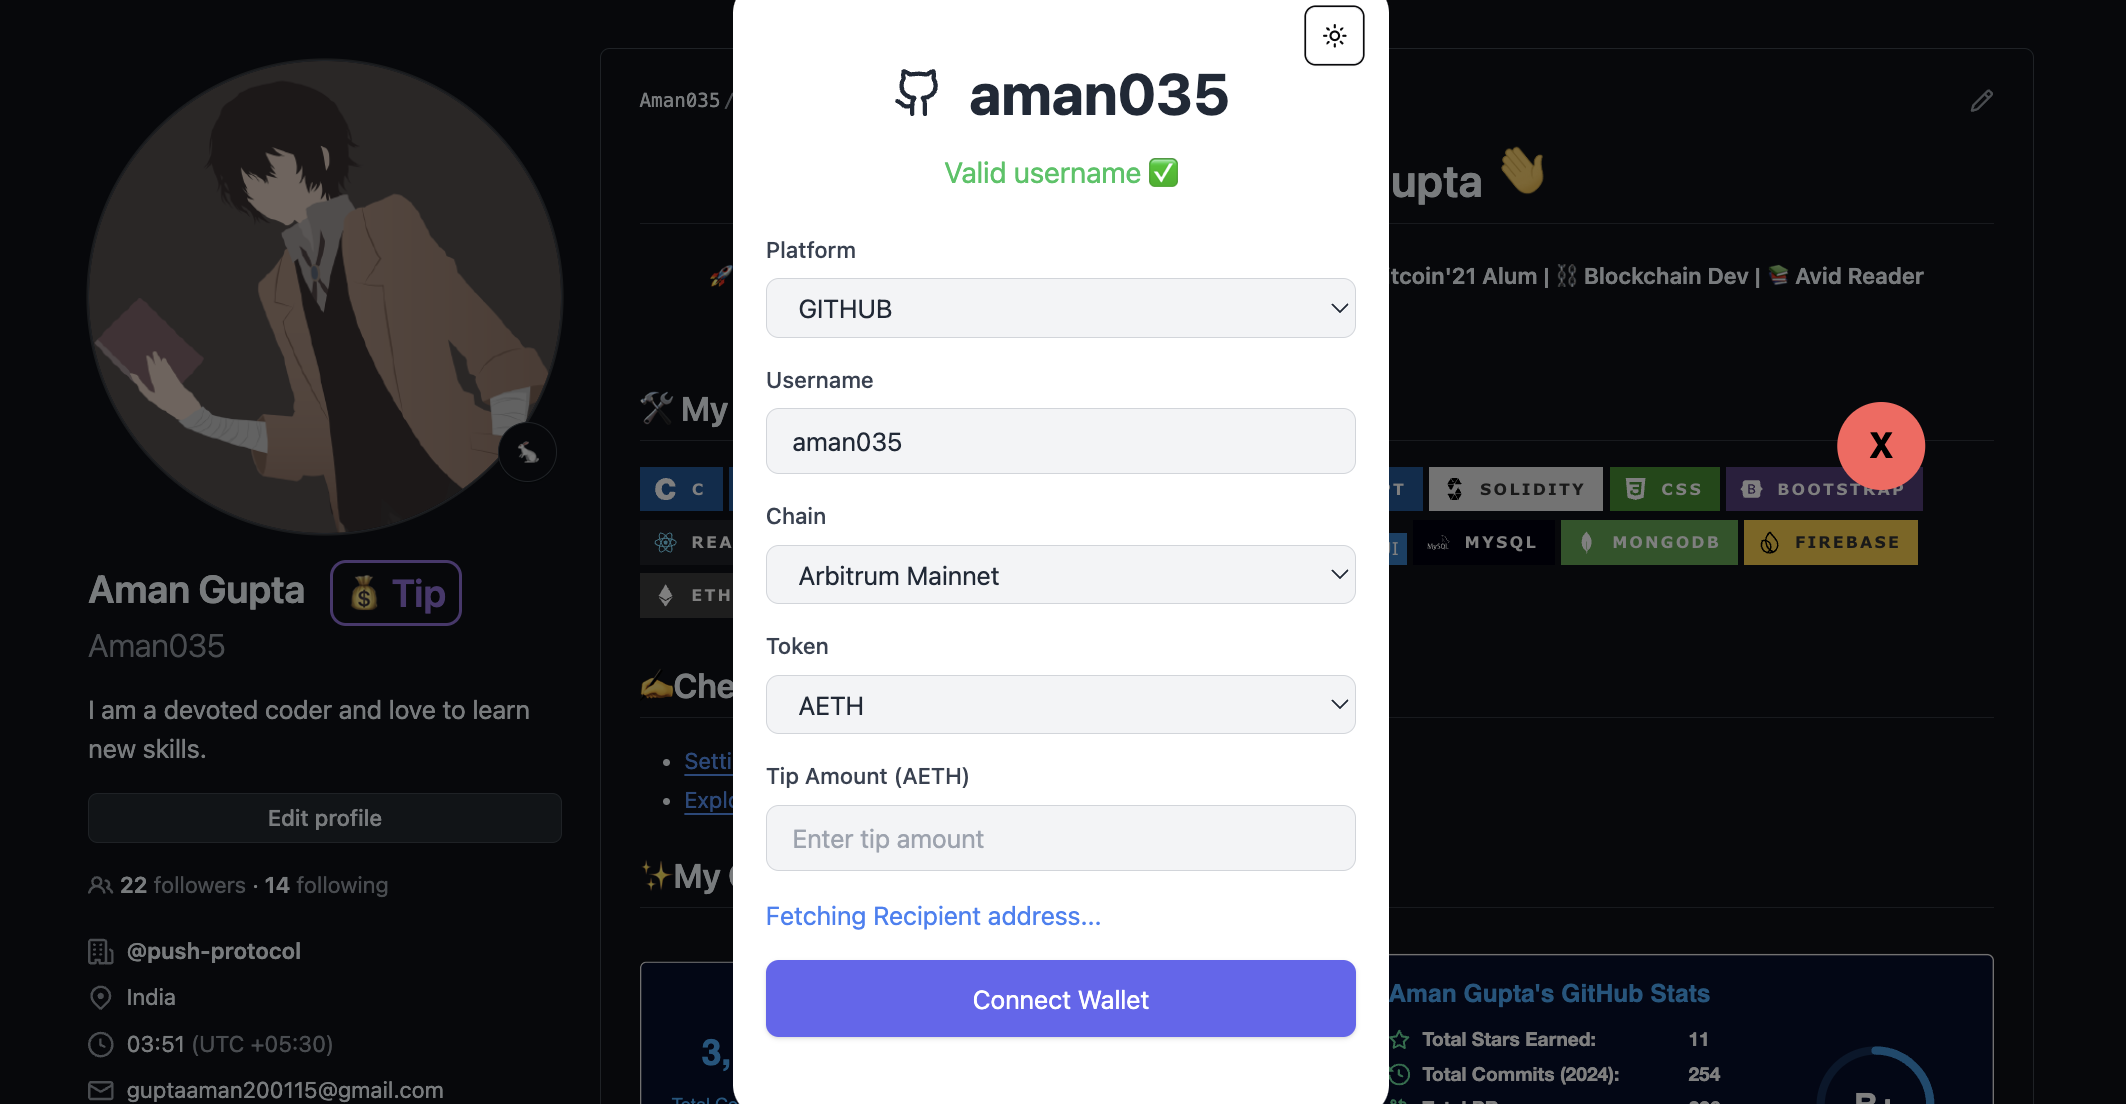 aman035
Valid username ✅
Platform
GITHUB
Username
aman035
Chain
Arbitrum Mainnet
Token
AETH
Tip Amount (AETH)
Enter tip amount
Fetching Recipient address...
Connect Wallet
X
Aman Gupta
💰 Tip
Aman035
I am a devoted coder and love to learn
new skills.
Edit profile
22 followers · 14 following
@push-protocol
India
03:51 (UTC +05:30)
guptaaman200115@gmail.com
Aman035/
upta 👋
tcoin'21 Alum | ⛓ Blockchain Dev | 📚 Avid Reader
🛠 My
C
SOLIDITY
CSS
BOOTSTRAP
REA
MYSQL
MONGODB
FIREBASE
ETH
✍Che
Setti
Explo
✨My
3,
Aman Gupta's GitHub Stats
Total Stars Earned: 11
Total Commits (2024): 254